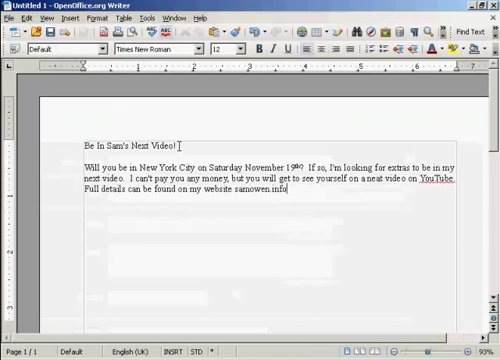 Untitled 1 - OpenOffice.org Writer
File Edit View Insert Format Table Tools Window Help
Default Times New Roman 12 B I U Find Text
1
Be In Sam's Next Video!
Will you be in New York City on Saturday November 19th? If so, I'm looking for extras to be in my
next video. I can't pay you any money, but you will get to see yourself on a neat video on YouTube.
Full details can be found on my website samowen.info
Page 1 / 1 Default English (UK) INSRT STD * 93%